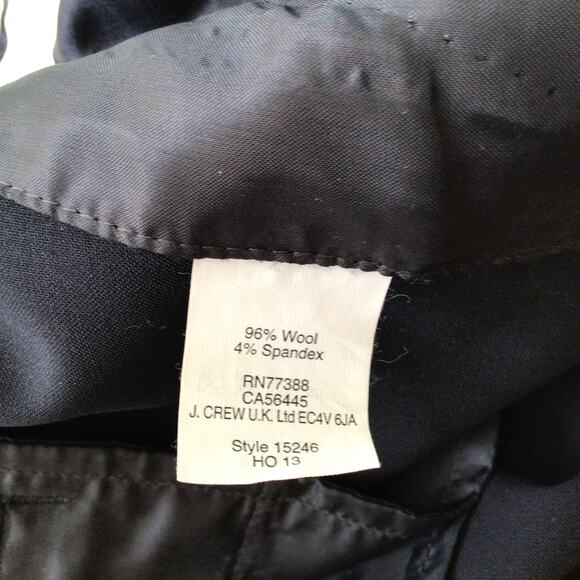 96% Wool
4% Spandex
RN77388
CA56445
J. CREW U.K. Ltd EC4V 6JA
Style 15246
HO 13